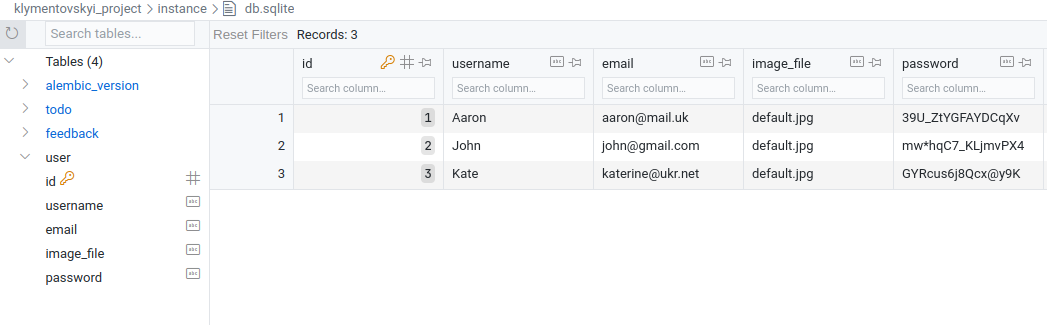 klymentovskyi_project > instance > db.sqlite
Search tables...
Reset Filters Records: 3
Tables (4)
alembic_version
todo
feedback
user
id
username
email
image_file
password
id username email image_file password
Search column... Search column... Search column... Search column... Search column...
1 1 Aaron aaron@mail.uk default.jpg 39U_ZtYGFAYDCqXv
2 2 John john@gmail.com default.jpg mw*hqC7_KLjmvPX4
3 3 Kate katerine@ukr.net default.jpg GYRcus6j8Qcx@y9K